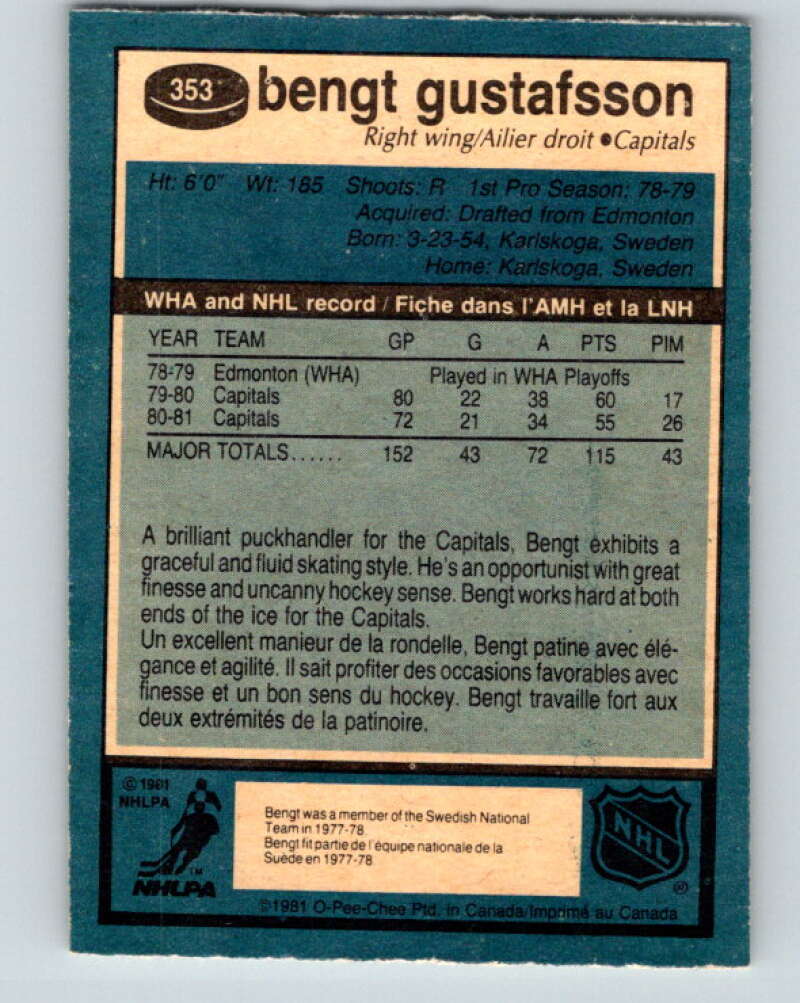 353 bengt gustafsson
Right wing/Ailier droit •Capitals
Ht: 6'0" Wt: 185 Shoots: R 1st Pro Season: 78-79
Acquired: Drafted from Edmonton
Born: 3-23-54, Karlskoga, Sweden
Home: Karlskoga, Sweden
WHA and NHL record / Fiche dans l'AMH et la LNH
YEAR TEAM GP G A PTS PIM
78-79 Edmonton (WHA) Played in WHA Playoffs
79-80 Capitals 80 22 38 60 17
80-81 Capitals 72 21 34 55 26
MAJOR TOTALS...... 152 43 72 115 43
A brilliant puckhandler for the Capitals, Bengt exhibits a
graceful and fluid skating style. He's an opportunist with great
finesse and uncanny hockey sense. Bengt works hard at both
ends of the ice for the Capitals.
Un excellent manieur de la rondelle, Bengt patine avec élé-
gance et agilité. Il sait profiter des occasions favorables avec
finesse et un bon sens du hockey. Bengt travaille fort aux
deux extrémités de la patinoire.
© 1981
NHLPA
TM
NHLPA
Bengt was a member of the Swedish National
Team in 1977-78.
Bengt fit partie de l'équipe nationale de la
Suède en 1977-78.
NHL
®
©1981 O-Pee-Chee Ptd. in Canada/Imprimé au Canada